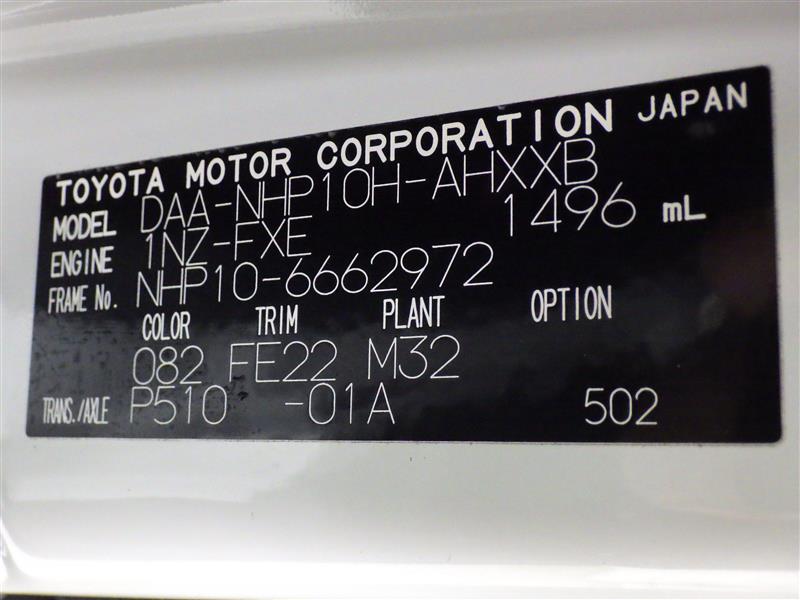 TOYOTA MOTOR CORPORATION JAPAN
MODEL DAA-NHP10H-AHXXB
ENGINE 1NZ-FXE 1496 mL
FRAME No. NHP10-6662972
COLOR TRIM PLANT OPTION
082 FE22 M32
TRANS./AXLE P510 -01A 502